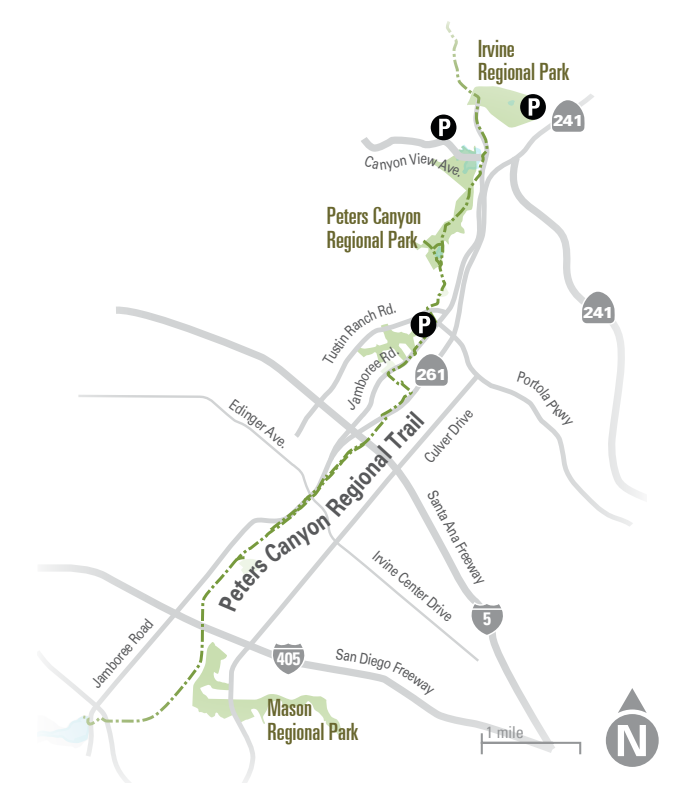 Irvine
Regional Park
P
241
P
Canyon View Ave.
Peters Canyon
Regional Park
241
Tustin Ranch Rd.
P
Jamboree Rd.
261
Portola Pkwy
Edinger Ave.
Culver Drive
Peters Canyon Regional Trail
Santa Ana Freeway
Irvine Center Drive
5
Jamboree Road
405
San Diego Freeway
Mason
Regional Park
1 mile
N